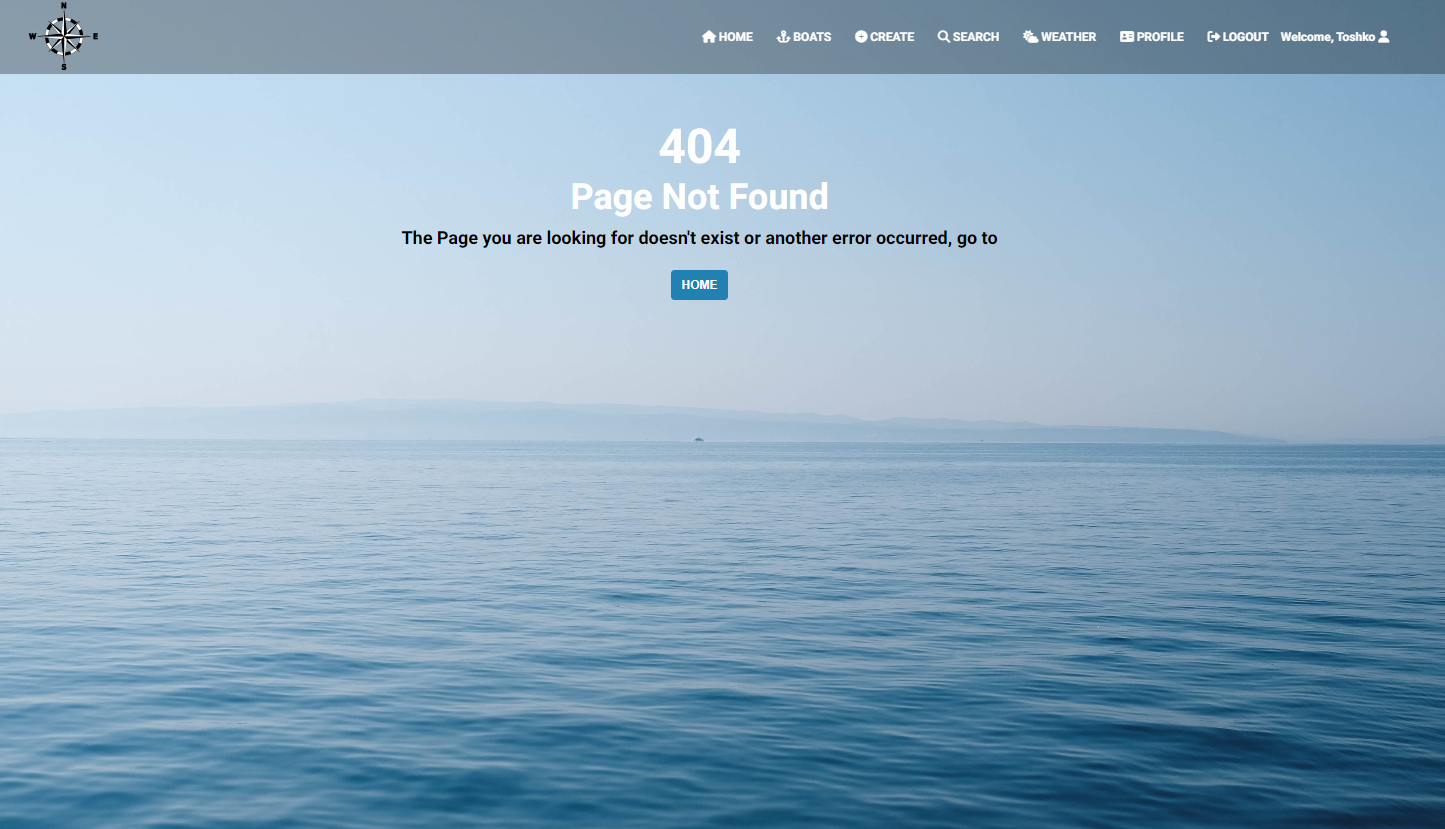 N
W E
S
HOME BOATS CREATE SEARCH WEATHER PROFILE LOGOUT Welcome, Toshko
404
Page Not Found
The Page you are looking for doesn't exist or another error occurred, go to
HOME